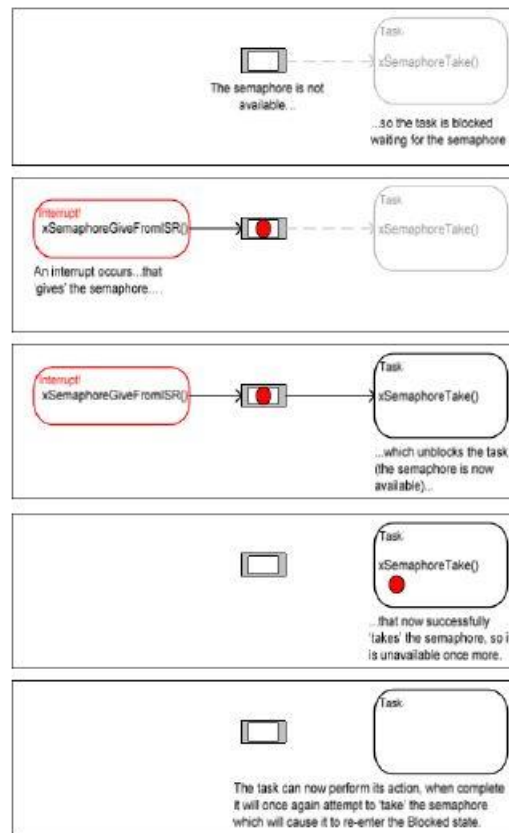 Task
xSemaphoreTake()
The semaphore is not
available...
...so the task is blocked
waiting for the semaphore
Interrupt!
xSemaphoreGiveFromISR()
Task
xSemaphoreTake()
An interrupt occurs...that
'gives' the semaphore....
Interrupt!
xSemaphoreGiveFromISR()
Task
xSemaphoreTake()
...which unblocks the task
(the semaphore is now
available)...
Task
xSemaphoreTake()
...that now successfully
'takes' the semaphore, so i
is unavailable once more.
Task
The task can now perform its action, when complete
it will once again attempt to 'take' the semaphore
which will cause it to re-enter the Blocked state.